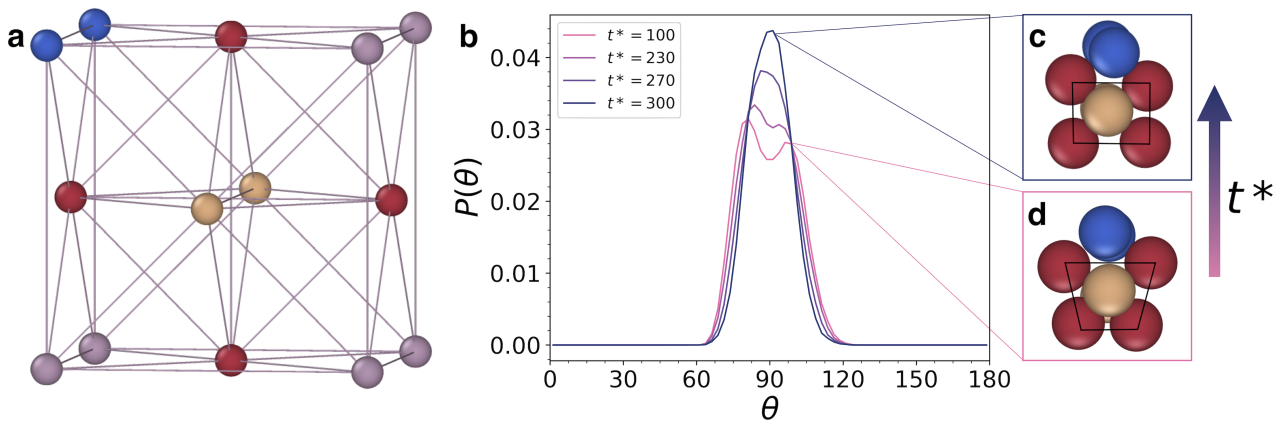 a
b
P(θ)
0.04
0.03
0.02
0.01
0.00
t* = 100
t* = 230
t* = 270
t* = 300
0
30
60
90
120
150
180
θ
c
d
t*